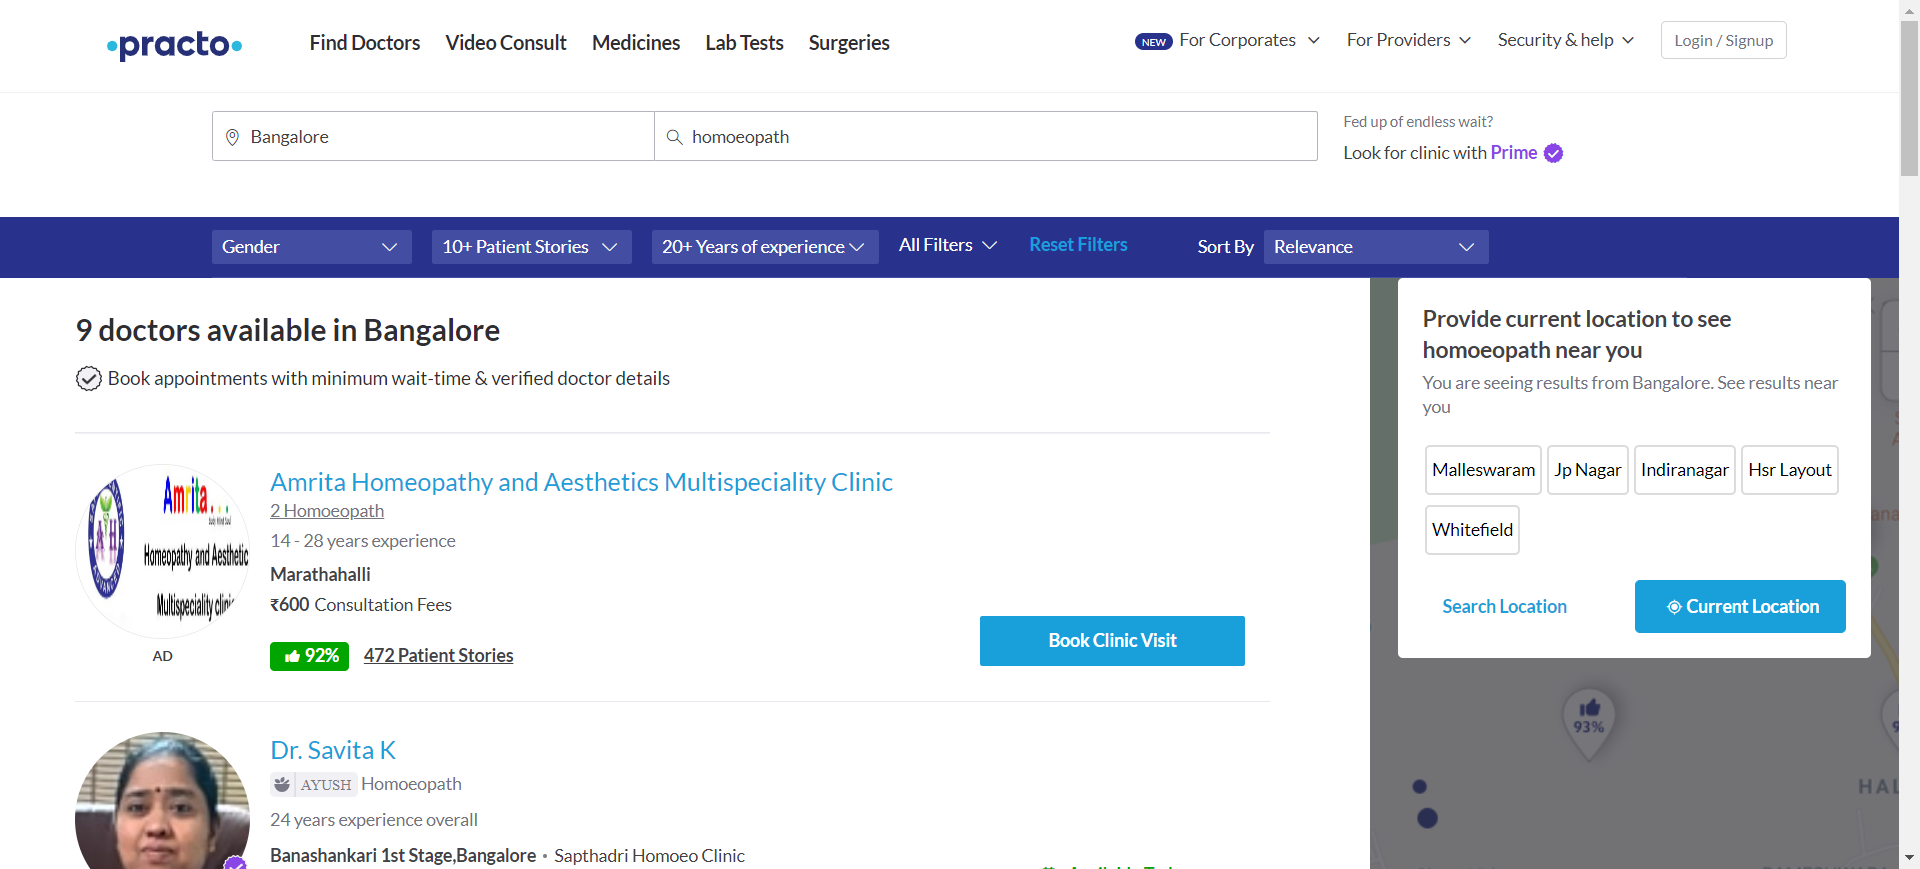 practo
Find Doctors
Video Consult
Medicines
Lab Tests
Surgeries
NEW For Corporates
For Providers
Security & help
Login / Signup
Bangalore
homoeopath
Fed up of endless wait?
Look for clinic with Prime
Gender
10+ Patient Stories
20+ Years of experience
All Filters
Reset Filters
Sort By
Relevance
9 doctors available in Bangalore
Book appointments with minimum wait-time & verified doctor details
Amrita...
Homeopathy and Aesthetic
Multispeciality clinic
AD
Amrita Homeopathy and Aesthetics Multispeciality Clinic
2 Homoeopath
14 - 28 years experience
Marathahalli
₹600 Consultation Fees
92%
472 Patient Stories
Book Clinic Visit
Dr. Savita K
AYUSH Homoeopath
24 years experience overall
Banashankari 1st Stage,Bangalore • Sapthadri Homoeo Clinic
Provide current location to see
homoeopath near you
You are seeing results from Bangalore. See results near
you
Malleswaram
Jp Nagar
Indiranagar
Hsr Layout
Whitefield
Search Location
Current Location
93%
HAL